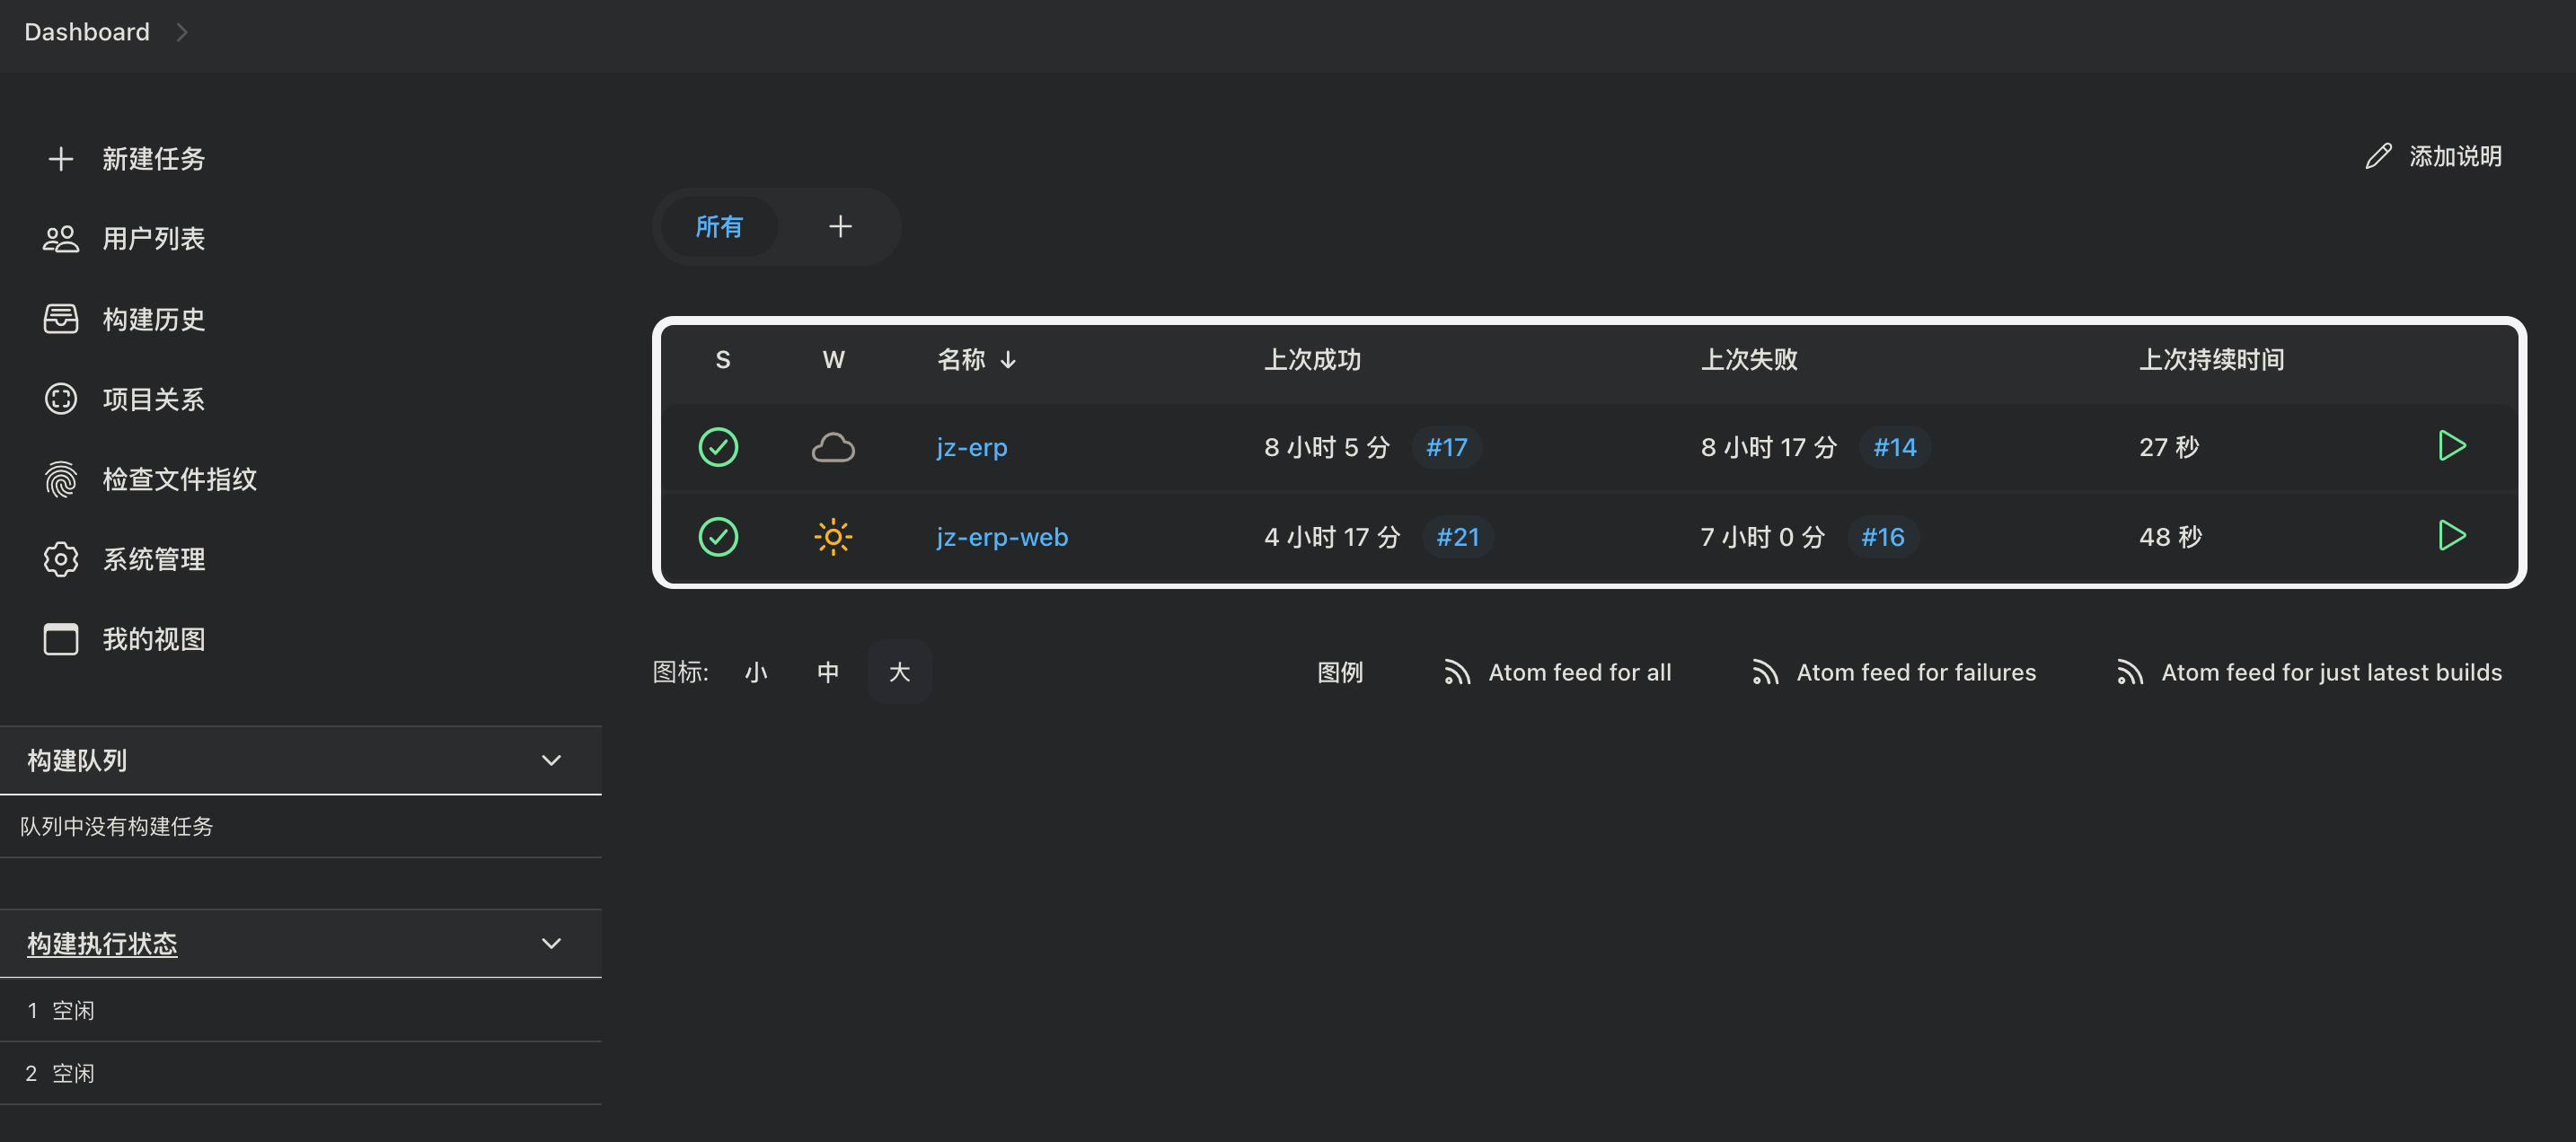 Dashboard
新建任务
用户列表
构建历史
项目关系
检查文件指纹
系统管理
我的视图
构建队列
队列中没有构建任务
构建执行状态
1 空闲
2 空闲
添加说明
所有
S W 名称 ↓ 上次成功 上次失败 上次持续时间
jz-erp 8 小时 5 分 #17 8 小时 17 分 #14 27 秒
jz-erp-web 4 小时 17 分 #21 7 小时 0 分 #16 48 秒
图标: 小 中 大 图例 Atom feed for all Atom feed for failures Atom feed for just latest builds